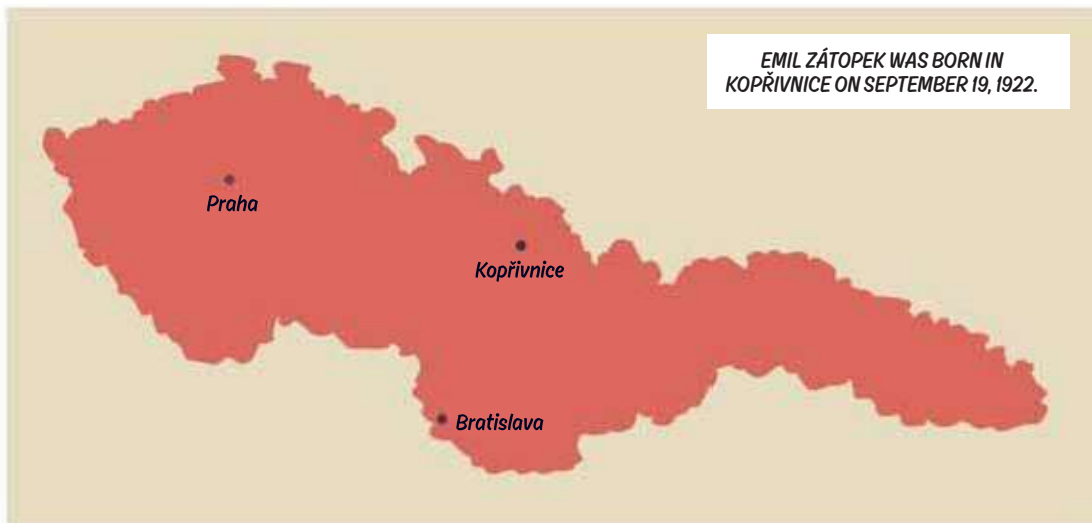 EMIL ZÁTOPEK WAS BORN IN
KOPŘIVNICE ON SEPTEMBER 19, 1922.
Praha
Kopřivnice
Bratislava